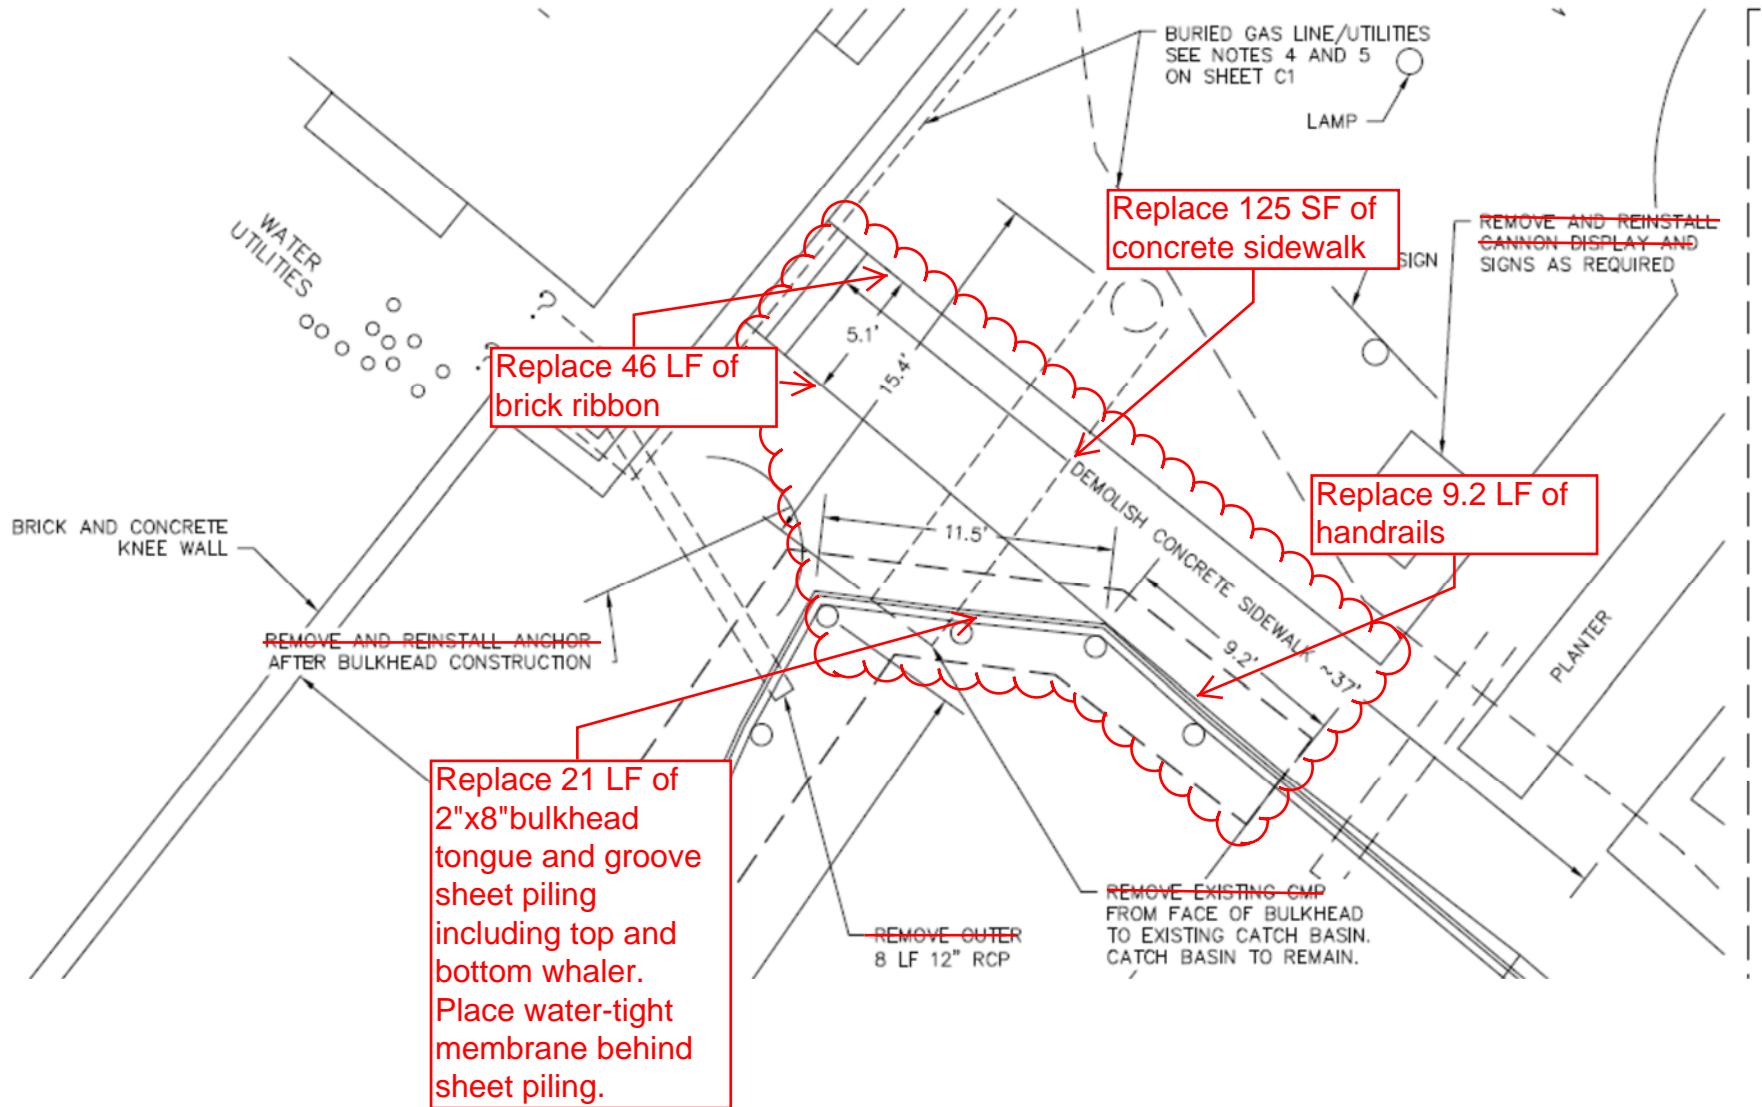 BURIED GAS LINE/UTILITIES
SEE NOTES 4 AND 5
ON SHEET C1
LAMP
WATER
UTILITIES
Replace 125 SF of
concrete sidewalk
REMOVE AND REINSTALL
CANNON DISPLAY AND
SIGNS AS REQUIRED
SIGN
?
?
5.1'
15.4'
Replace 46 LF of
brick ribbon
DEMOLISH CONCRETE SIDEWALK ~37'
Replace 9.2 LF of
handrails
11.5'
BRICK AND CONCRETE
KNEE WALL
REMOVE AND REINSTALL ANCHOR
AFTER BULKHEAD CONSTRUCTION
9.2'
PLANTER
Replace 21 LF of
2"x8"bulkhead
tongue and groove
sheet piling
including top and
bottom whaler.
Place water-tight
membrane behind
sheet piling.
REMOVE OUTER
8 LF 12" RCP
REMOVE EXISTING CMP
FROM FACE OF BULKHEAD
TO EXISTING CATCH BASIN.
CATCH BASIN TO REMAIN.